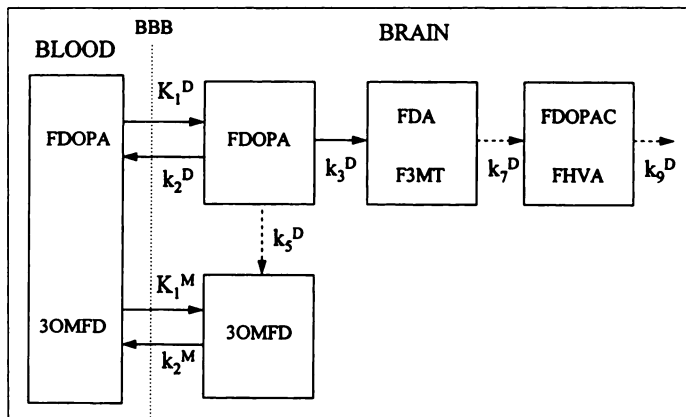 BBB
BLOOD
BRAIN
K₁ᴰ
FDOPA
FDOPA
k₂ᴰ
k₃ᴰ
FDA
F3MT
k₇ᴰ
FDOPAC
FHVA
k₉ᴰ
k₅ᴰ
K₁ᴹ
3OMFD
3OMFD
k₂ᴹ